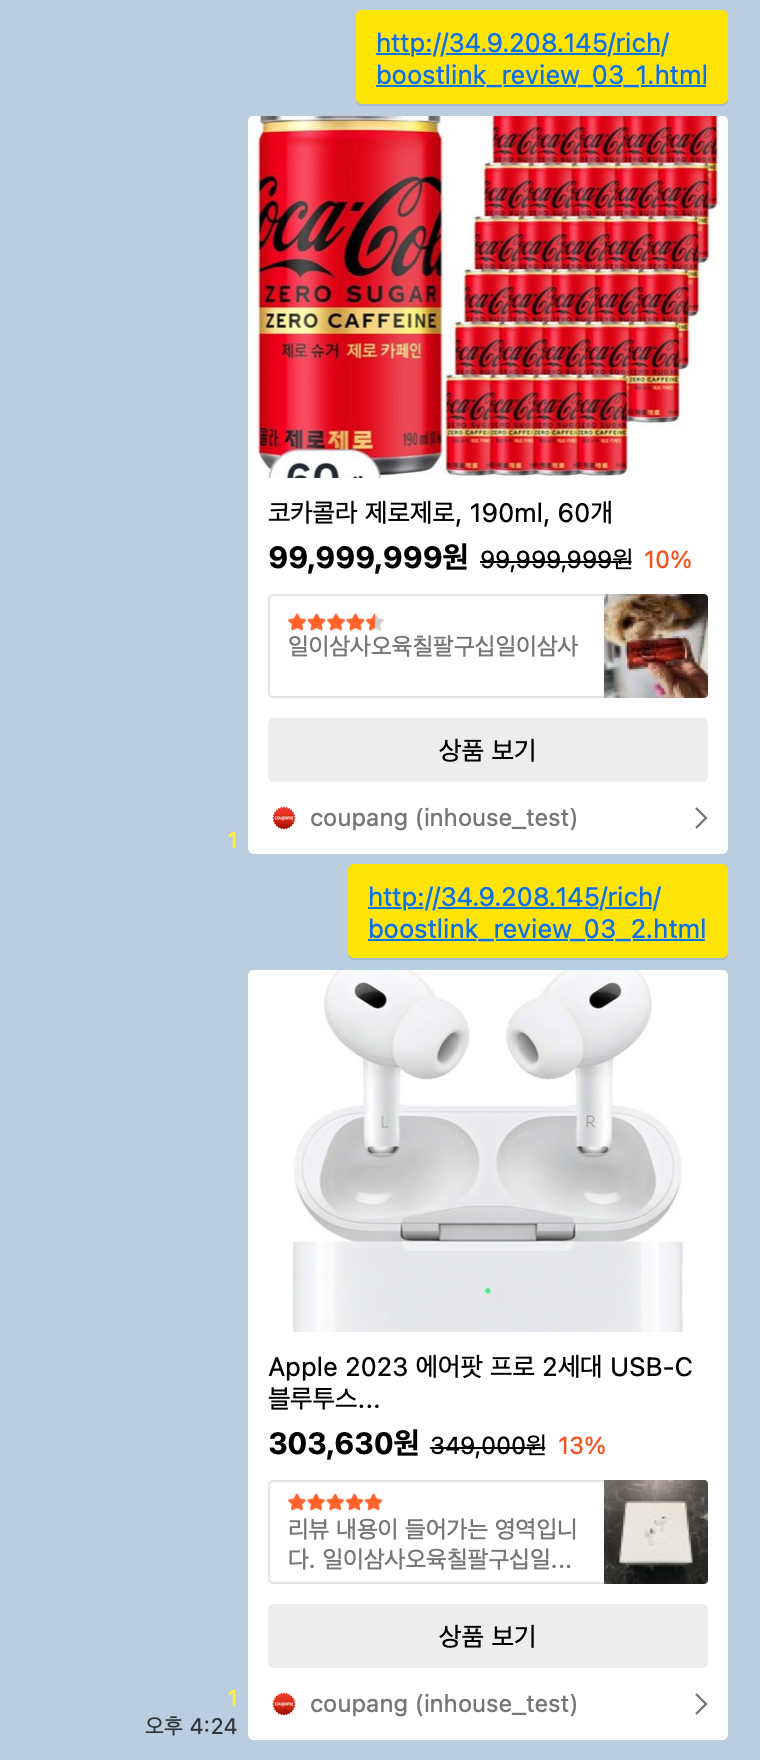 http://34.9.208.145/rich/
boostlink_review_03_1.html
Coca-Cola
ZERO SUGAR
ZERO CAFFEINE
제로 슈거 제로 카페인
콜라 제로제로 190 ml
60
코카콜라 제로제로, 190ml, 60개
99,999,999원 99,999,999원 10%
일이삼사오육칠팔구십일이삼사
상품 보기
coupang (inhouse_test)
1
http://34.9.208.145/rich/
boostlink_review_03_2.html
L R
Apple 2023 에어팟 프로 2세대 USB-C
블루투스...
303,630원 349,000원 13%
리뷰 내용이 들어가는 영역입니
다. 일이삼사오육칠팔구십일...
상품 보기
1
coupang (inhouse_test)
오후 4:24